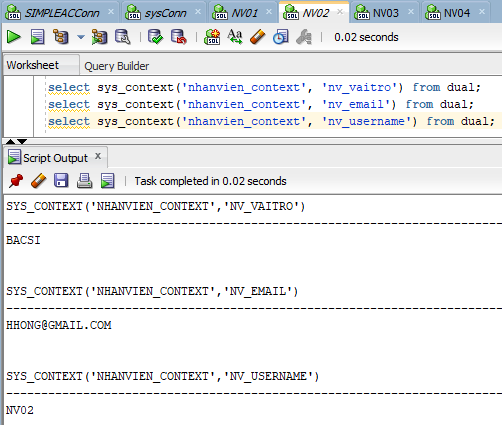 SIMPLEACConn
sysConn
NV01
NV02
NV03
NV04
0.02 seconds
Worksheet
Query Builder
select sys_context('nhanvien_context', 'nv_vaitro') from dual;
select sys_context('nhanvien_context', 'nv_email') from dual;
select sys_context('nhanvien_context', 'nv_username') from dual;
Script Output
Task completed in 0.02 seconds
SYS_CONTEXT('NHANVIEN_CONTEXT','NV_VAITRO')
--------------------------------------------------------------------------------
BACSI
SYS_CONTEXT('NHANVIEN_CONTEXT','NV_EMAIL')
--------------------------------------------------------------------------------
HHONG@GMAIL.COM
SYS_CONTEXT('NHANVIEN_CONTEXT','NV_USERNAME')
--------------------------------------------------------------------------------
NV02